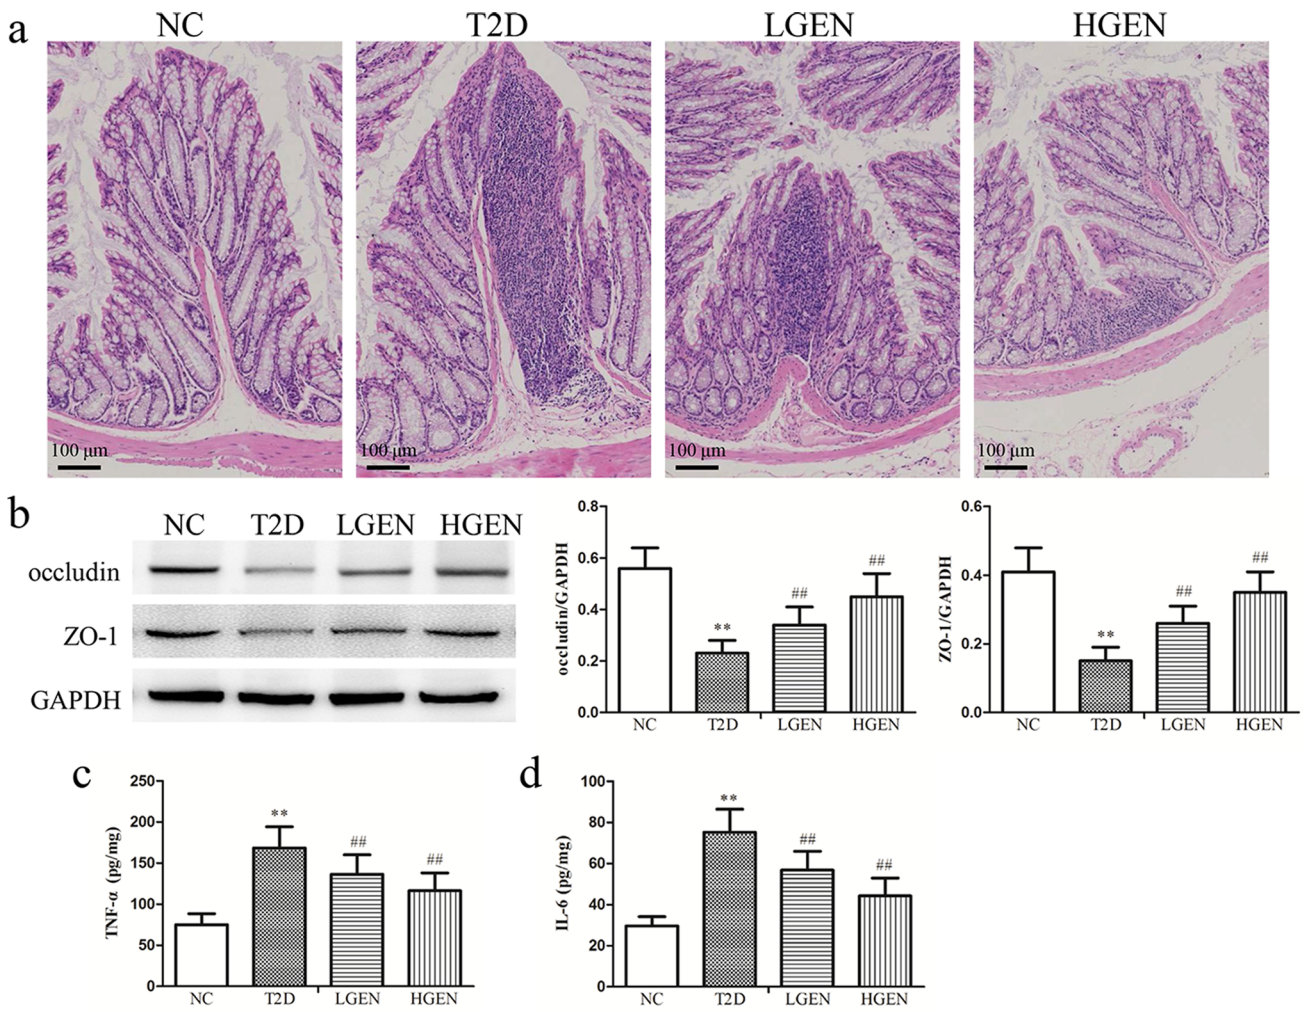 a
NC T2D LGEN HGEN
100 μm 100 μm 100 μm 100 μm
b
NC T2D LGEN HGEN
occludin
ZO-1
GAPDH
occludin/GAPDH
0.8
0.6
0.4
0.2
0.0
** ## ##
NC T2D LGEN HGEN
ZO-1/GAPDH
0.6
0.4
0.2
0.0
** ## ##
NC T2D LGEN HGEN
c
TNF-α (pg/mg)
250
200
150
100
50
0
** ## ##
NC T2D LGEN HGEN
d
IL-6 (pg/mg)
100
80
60
40
20
0
** ## ##
NC T2D LGEN HGEN